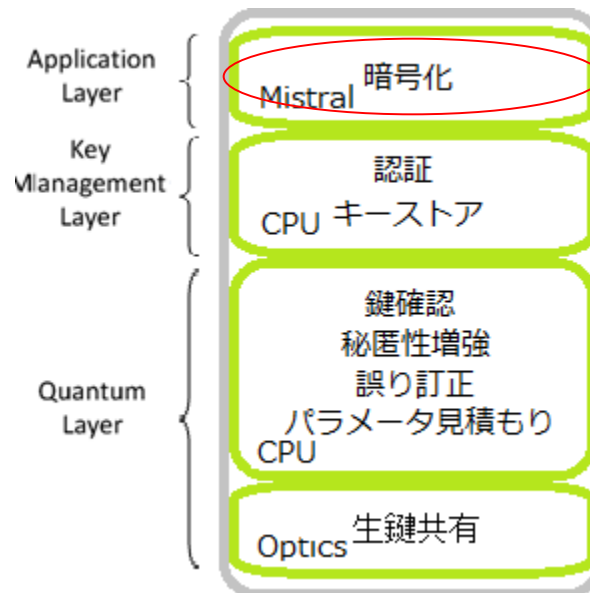 Application
Layer
暗号化
Mistral
Key
Management
Layer
認証
CPU キーストア
Quantum
Layer
鍵確認
秘匿性増強
誤り訂正
パラメータ見積もり
CPU
生鍵共有
Optics